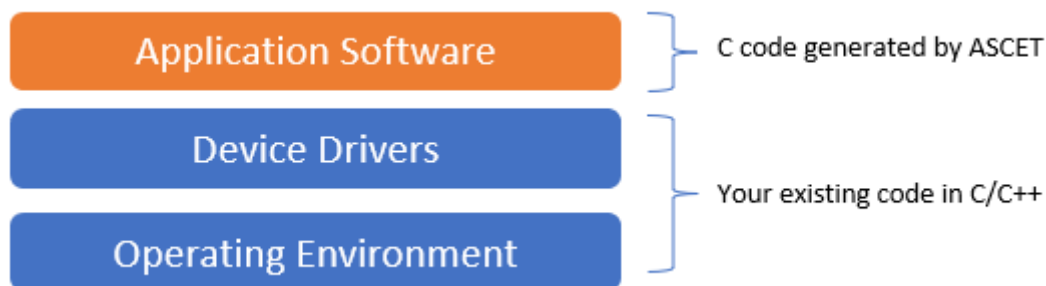 Application Software
C code generated by ASCET
Device Drivers
Your existing code in C/C++
Operating Environment